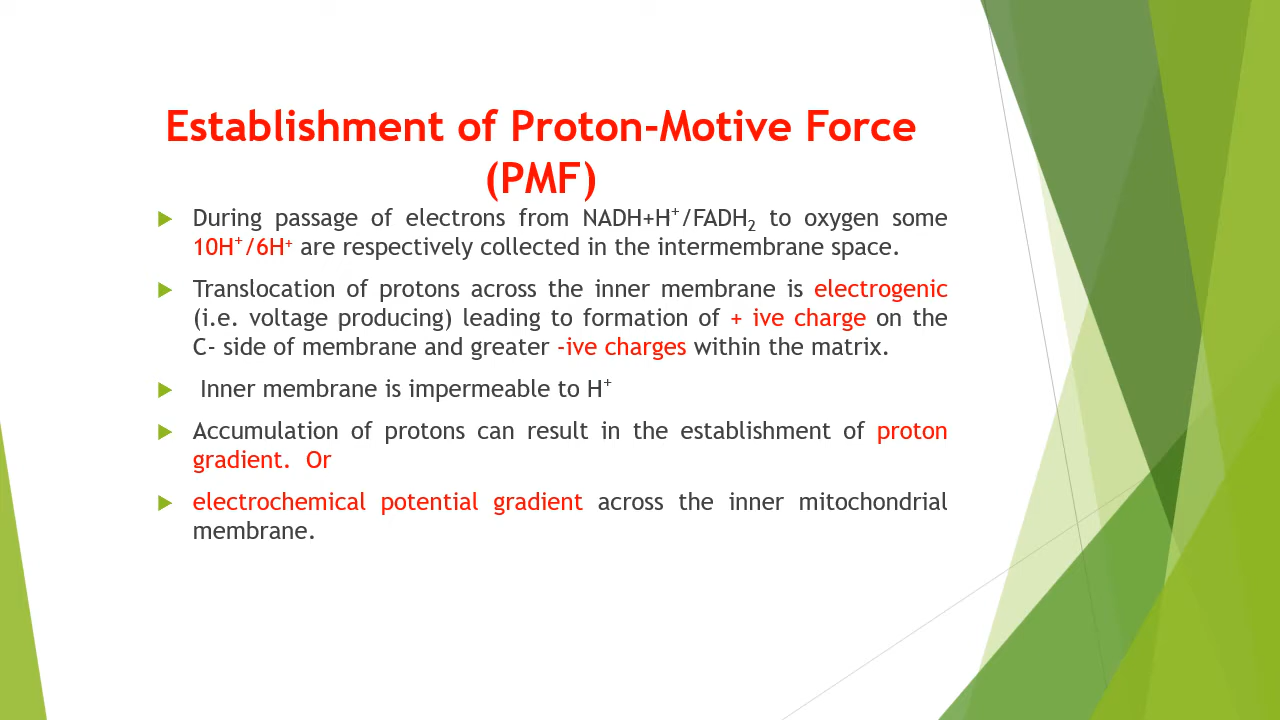 Establishment of Proton-Motive Force
(PMF)
During passage of electrons from NADH+H⁺/FADH₂ to oxygen some
10H⁺/6H⁺ are respectively collected in the intermembrane space.
Translocation of protons across the inner membrane is electrogenic
(i.e. voltage producing) leading to formation of + ive charge on the
C- side of membrane and greater -ive charges within the matrix.
Inner membrane is impermeable to H⁺
Accumulation of protons can result in the establishment of proton
gradient. Or
electrochemical potential gradient across the inner mitochondrial
membrane.